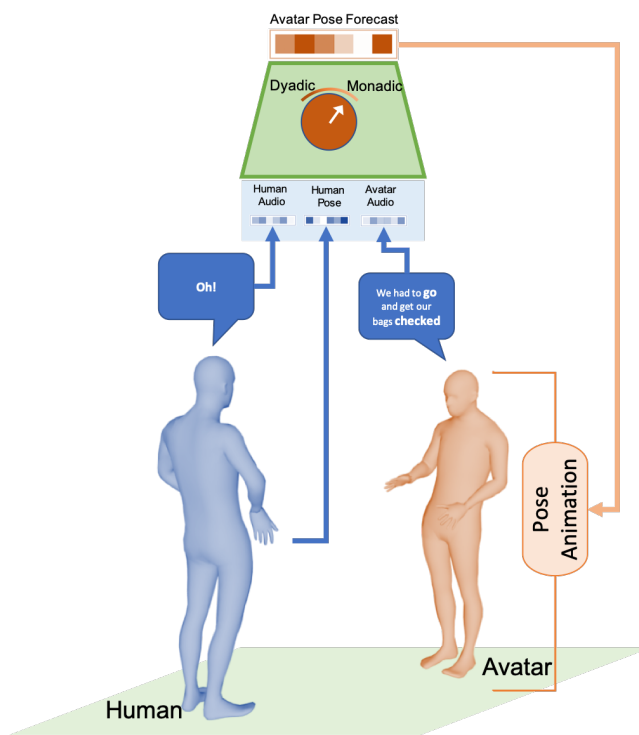 Avatar Pose Forecast
Dyadic
Monadic
Human
Audio
Human
Pose
Avatar
Audio
Oh!
We had to go
and get our
bags checked
Pose
Animation
Avatar
Human